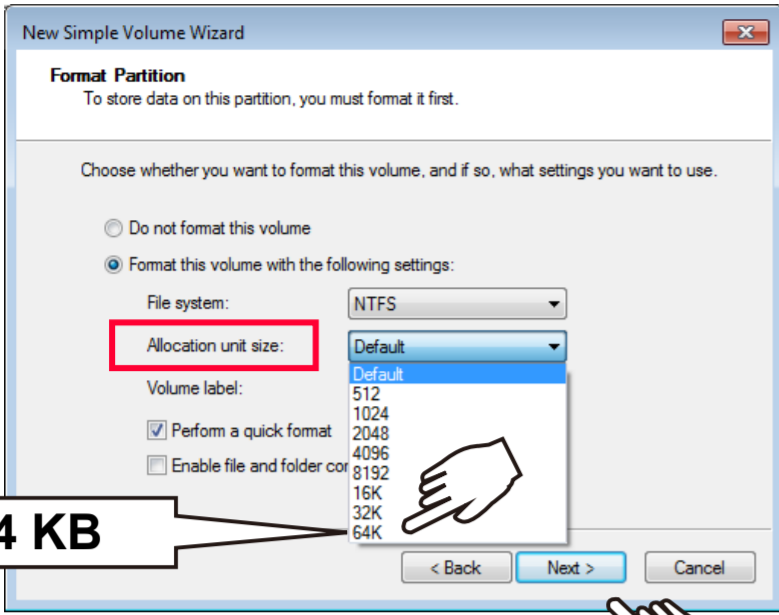 New Simple Volume Wizard
Format Partition
To store data on this partition, you must format it first.
Choose whether you want to format this volume, and if so, what settings you want to use.
Do not format this volume
Format this volume with the following settings:
File system:
NTFS
Allocation unit size:
Default
Volume label:
Default
512
1024
2048
4096
8192
16K
32K
64K
Perform a quick format
Enable file and folder
4 KB
< Back
Next >
Cancel